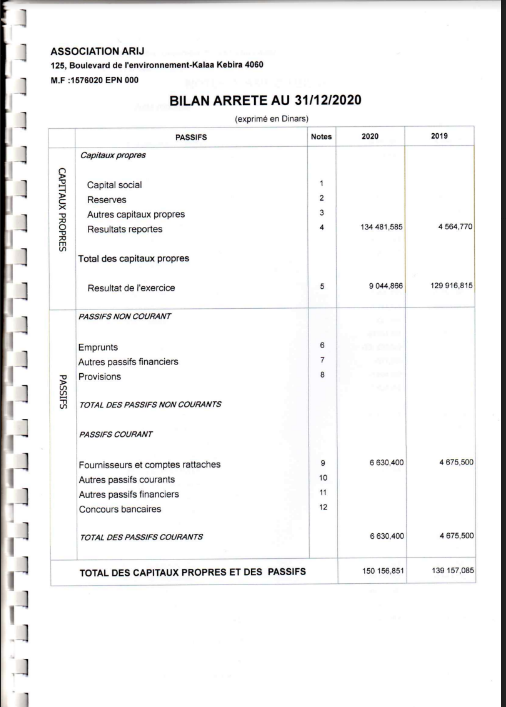 ASSOCIATION ARIJ
125, Boulevard de l'environnement-Kalaa Kebira 4060
M.F :1576020 EPN 000
BILAN ARRETE AU 31/12/2020
(exprimé en Dinars)
PASSIFS Notes 2020 2019
CAPITAUX PROPRES
Capitaux propres
Capital social 1
Reserves 2
Autres capitaux propres 3
Resultats reportes 4 134 481,585 4 564,770
Total des capitaux propres
Resultat de l'exercice 5 9 044,866 129 916,815
PASSIFS
PASSIFS NON COURANT
Emprunts 6
Autres passifs financiers 7
Provisions 8
TOTAL DES PASSIFS NON COURANTS
PASSIFS COURANT
Fournisseurs et comptes rattaches 9 6 630,400 4 675,500
Autres passifs courants 10
Autres passifs financiers 11
Concours bancaires 12
TOTAL DES PASSIFS COURANTS 6 630,400 4 675,500
TOTAL DES CAPITAUX PROPRES ET DES PASSIFS 150 156,851 139 157,085